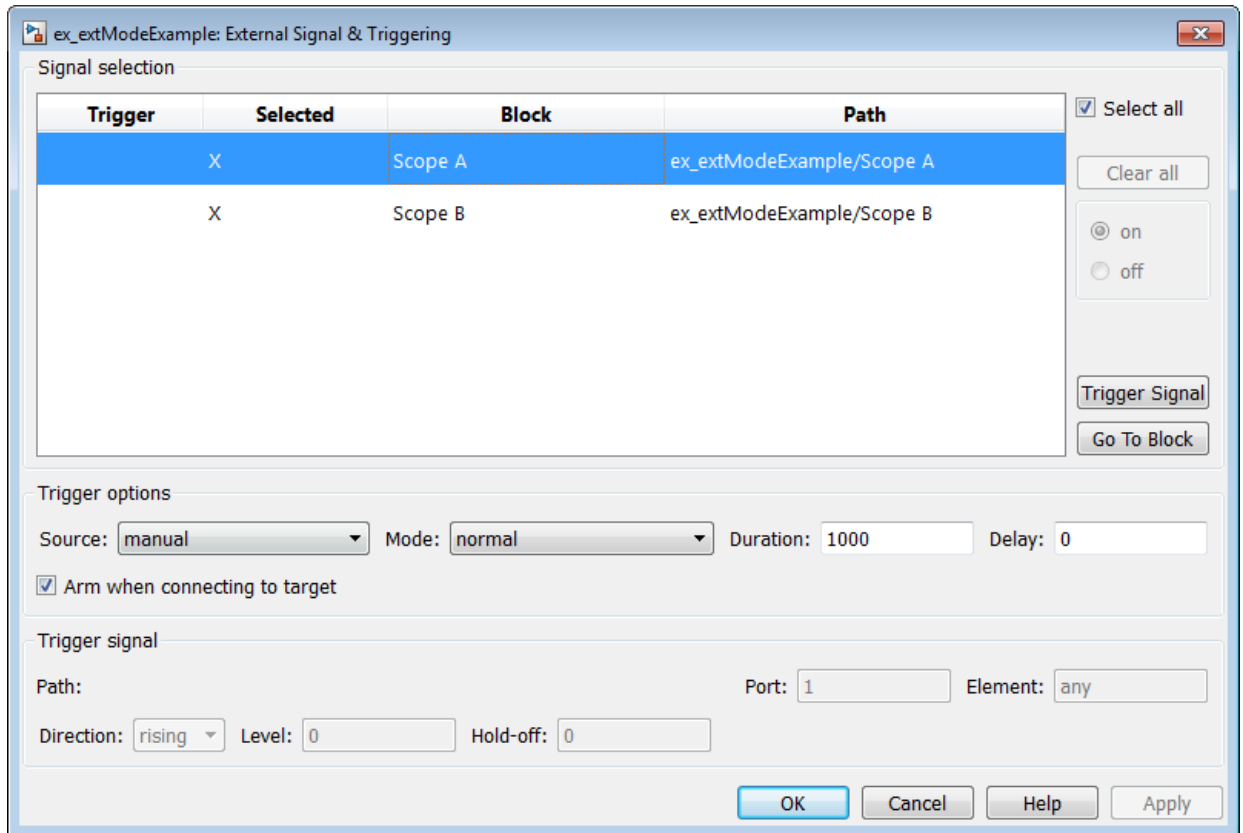 ex_extModeExample: External Signal & Triggering
Signal selection
Trigger Selected Block Path
X Scope A ex_extModeExample/Scope A
X Scope B ex_extModeExample/Scope B
Select all
Clear all
on
off
Trigger Signal
Go To Block
Trigger options
Source: manual Mode: normal Duration: 1000 Delay: 0
Arm when connecting to target
Trigger signal
Path: Port: 1 Element: any
Direction: rising Level: 0 Hold-off: 0
OK Cancel Help Apply